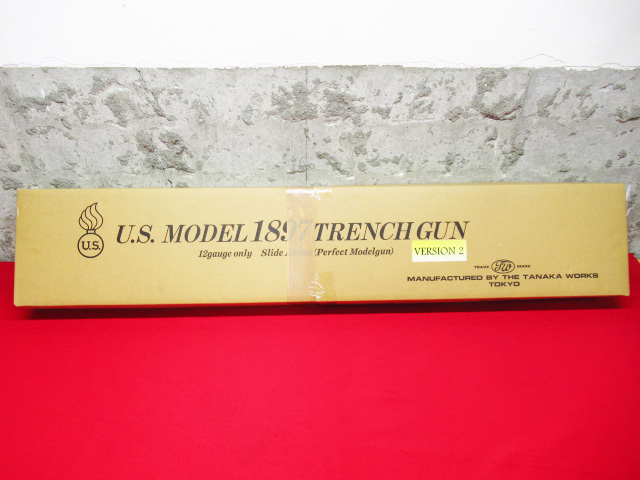 U.S. MODEL 1897 TRENCH GUN
U.S.
12gauge only Slide Action (Perfect Modelgun)
VERSION 2
TRADE TW MARK
MANUFACTURED BY THE TANAKA WORKS
TOKYO